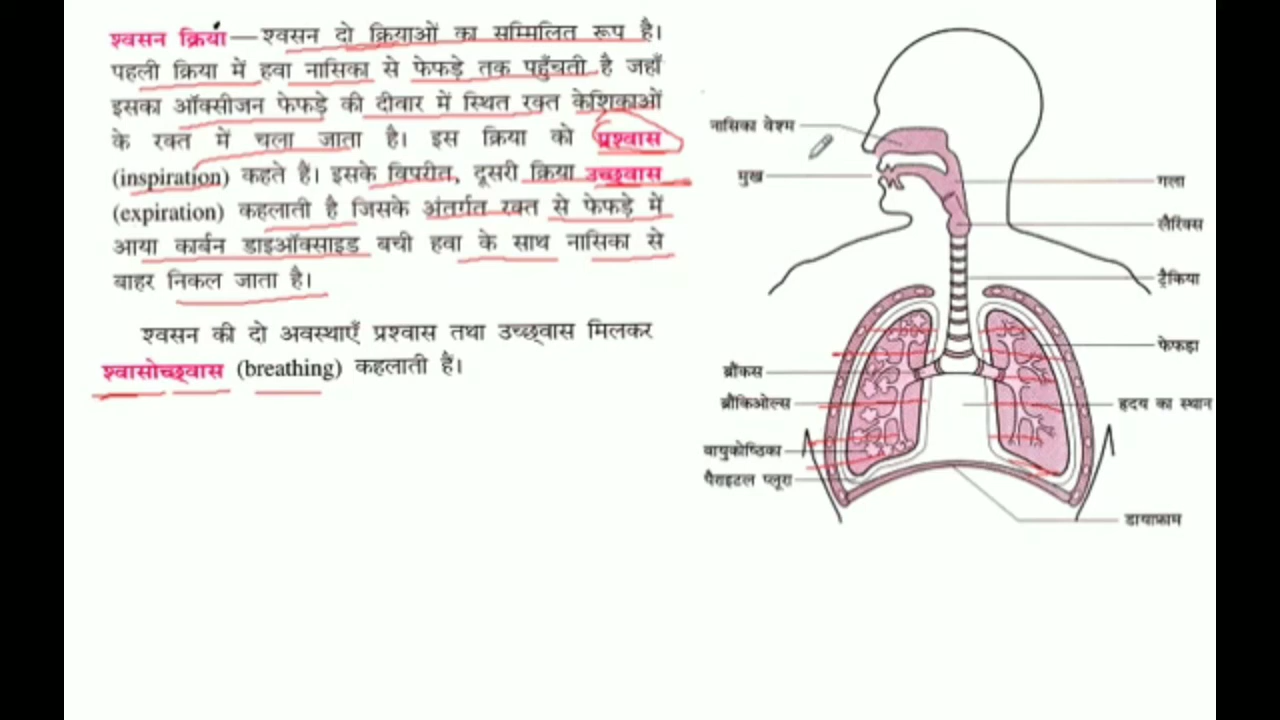 श्वसन क्रिया—श्वसन दो क्रियाओं का सम्मिलित रूप है।
पहली क्रिया में हवा नासिका से फेफड़े तक पहुँचती है जहाँ
इसका ऑक्सीजन फेफड़े की दीवार में स्थित रक्त केशिकाओं
के रक्त में चला जाता है। इस क्रिया को प्रश्वास
(inspiration) कहते हैं। इसके विपरीत, दूसरी क्रिया उच्छ्वास
(expiration) कहलाती है जिसके अंतर्गत रक्त से फेफड़े में
आया कार्बन डाइऑक्साइड बची हवा के साथ नासिका से
बाहर निकल जाता है।
श्वसन की दो अवस्थाएँ प्रश्वास तथा उच्छ्वास मिलकर
श्वासोच्छ्वास (breathing) कहलाती हैं।
नासिका वेश्म
मुख
गला
लैरिंक्स
ट्रैकिया
फेफड़ा
ब्रौंकस
ब्रौंकिओल्स
हृदय का स्थान
वायुकोष्ठिका
पैराइटल प्लूरा
डायाफ्राम